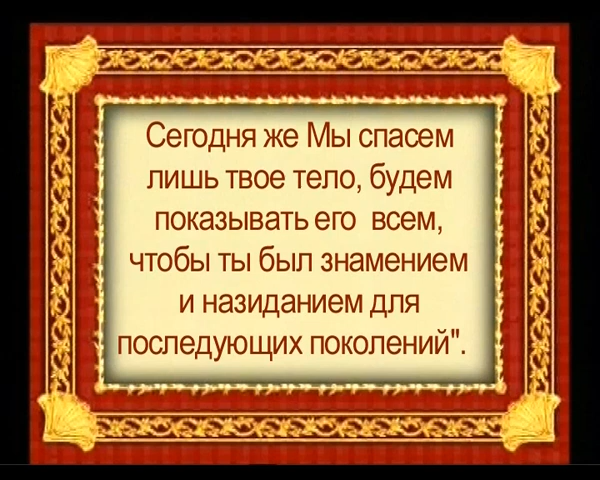 Сегодня же Мы спасем
лишь твое тело, будем
показывать его всем,
чтобы ты был знамением
и назиданием для
последующих поколений".